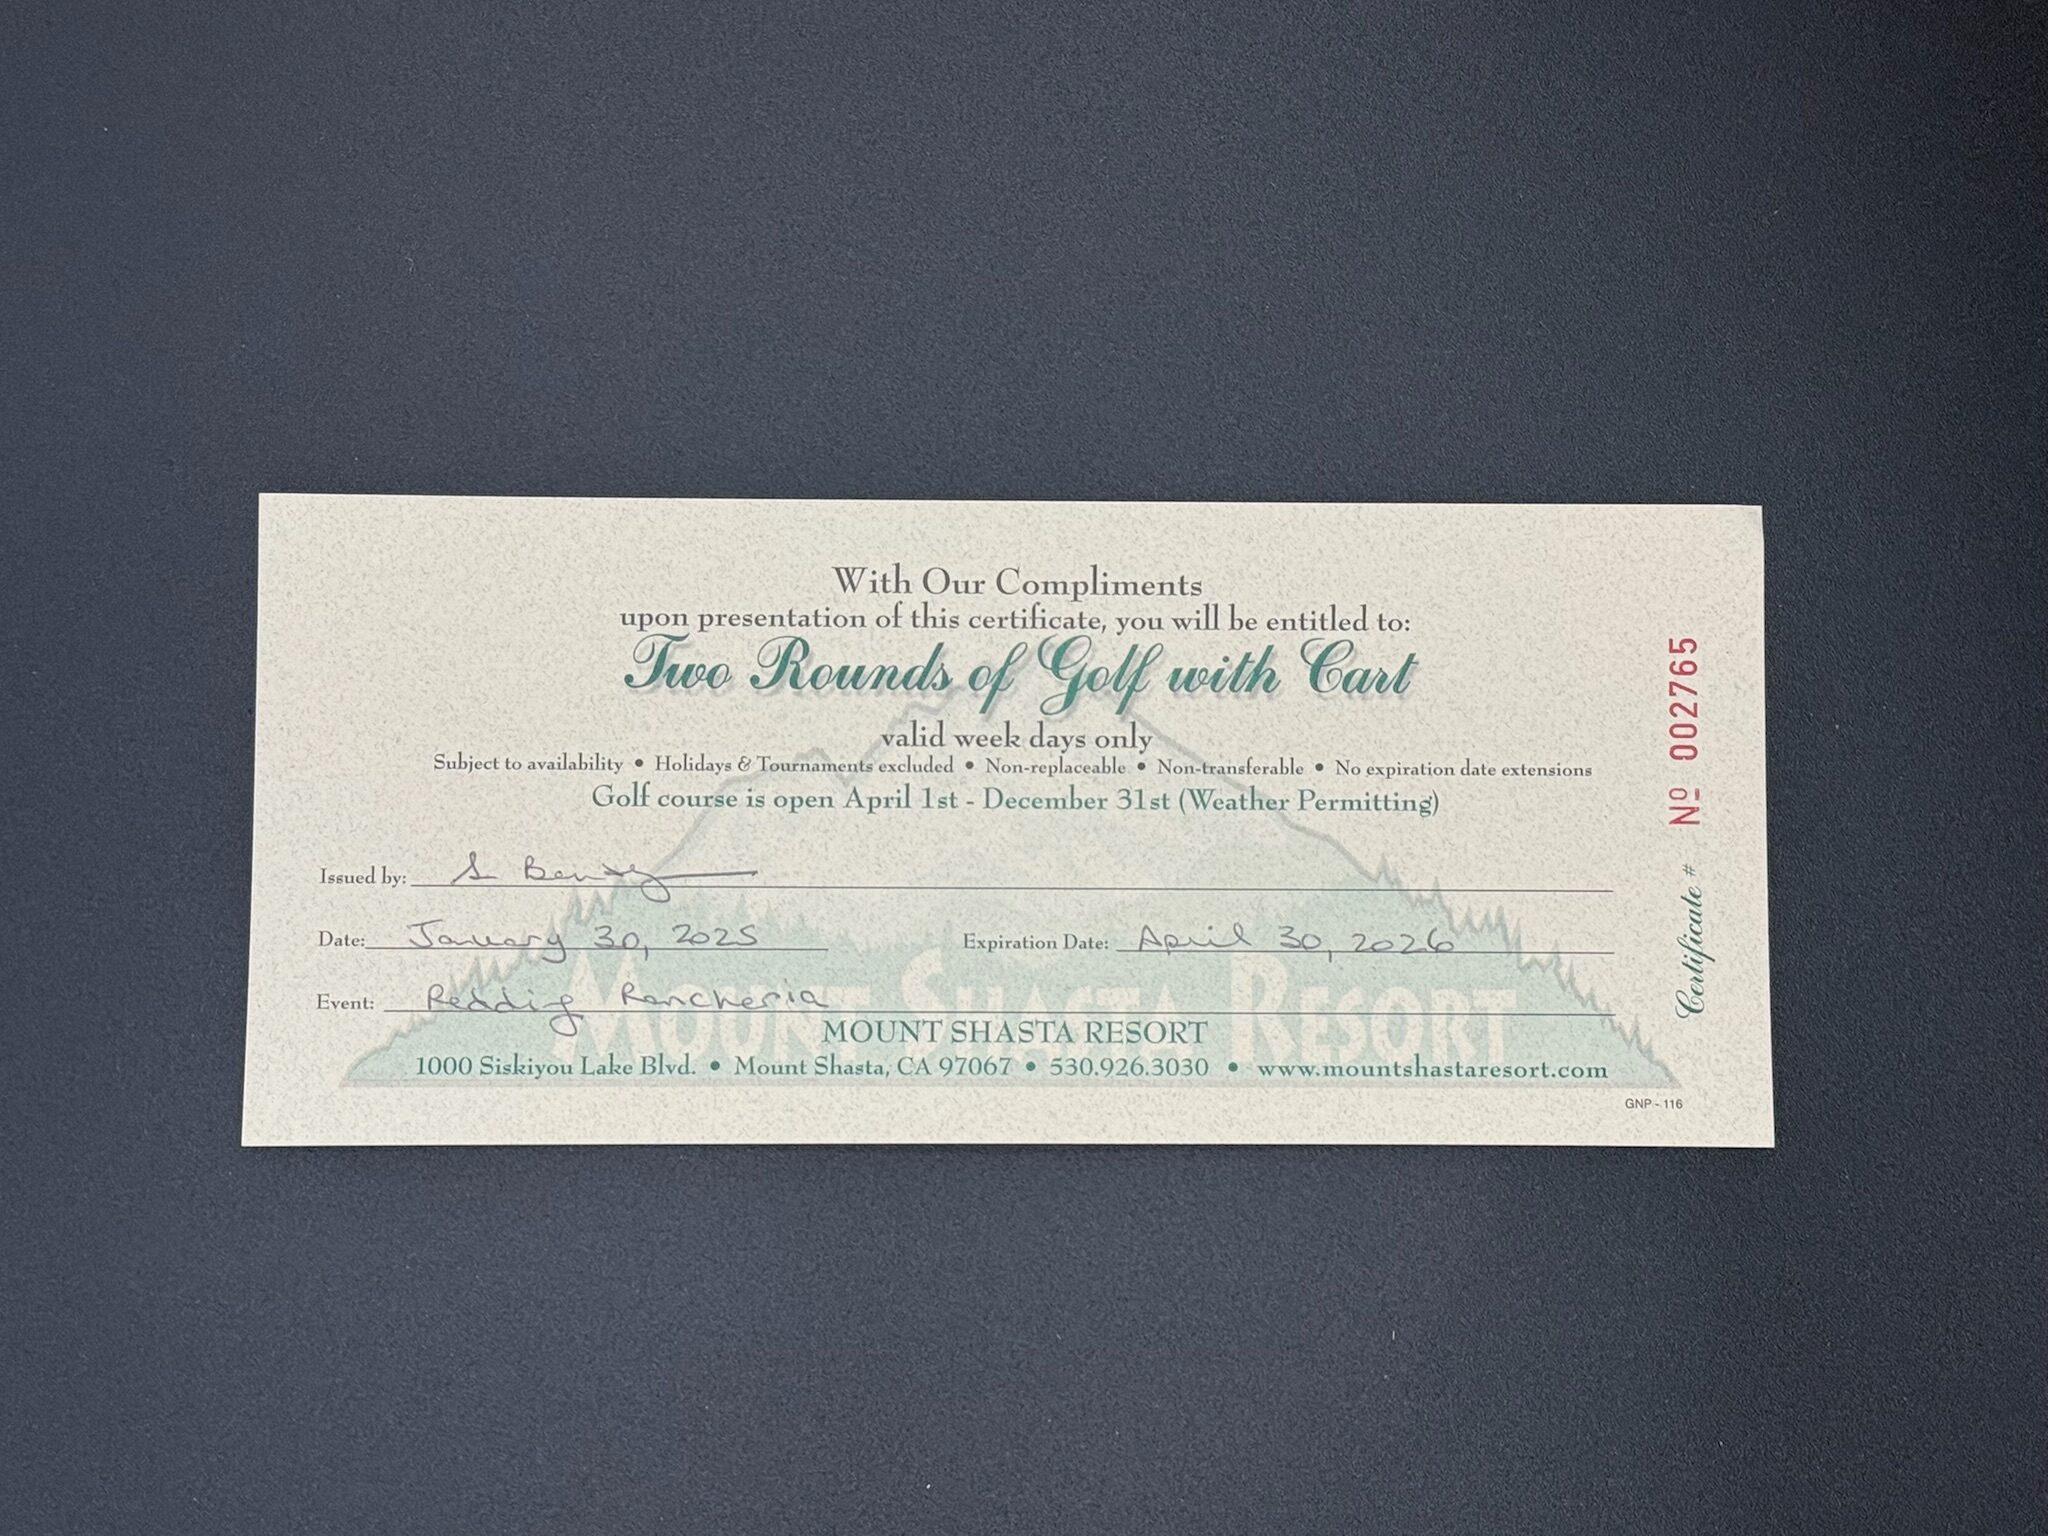 With Our Compliments
upon presentation of this certificate, you will be entitled to:
Two Rounds of Golf with Cart
valid week days only
Subject to availability • Holidays & Tournaments excluded • Non-replaceable • Non-transferable • No expiration date extensions
Golf course is open April 1st - December 31st (Weather Permitting)
Issued by: S
Date: January 30, 2025 Expiration Date: April 30, 2026
Event: Redding Rancheria
MOUNT SHASTA RESORT
MOUNT SHASTA RESORT
1000 Siskiyou Lake Blvd. • Mount Shasta, CA 97067 • 530.926.3030 • www.mountshastaresort.com
GNP - 116
Certificate # Nº 002765